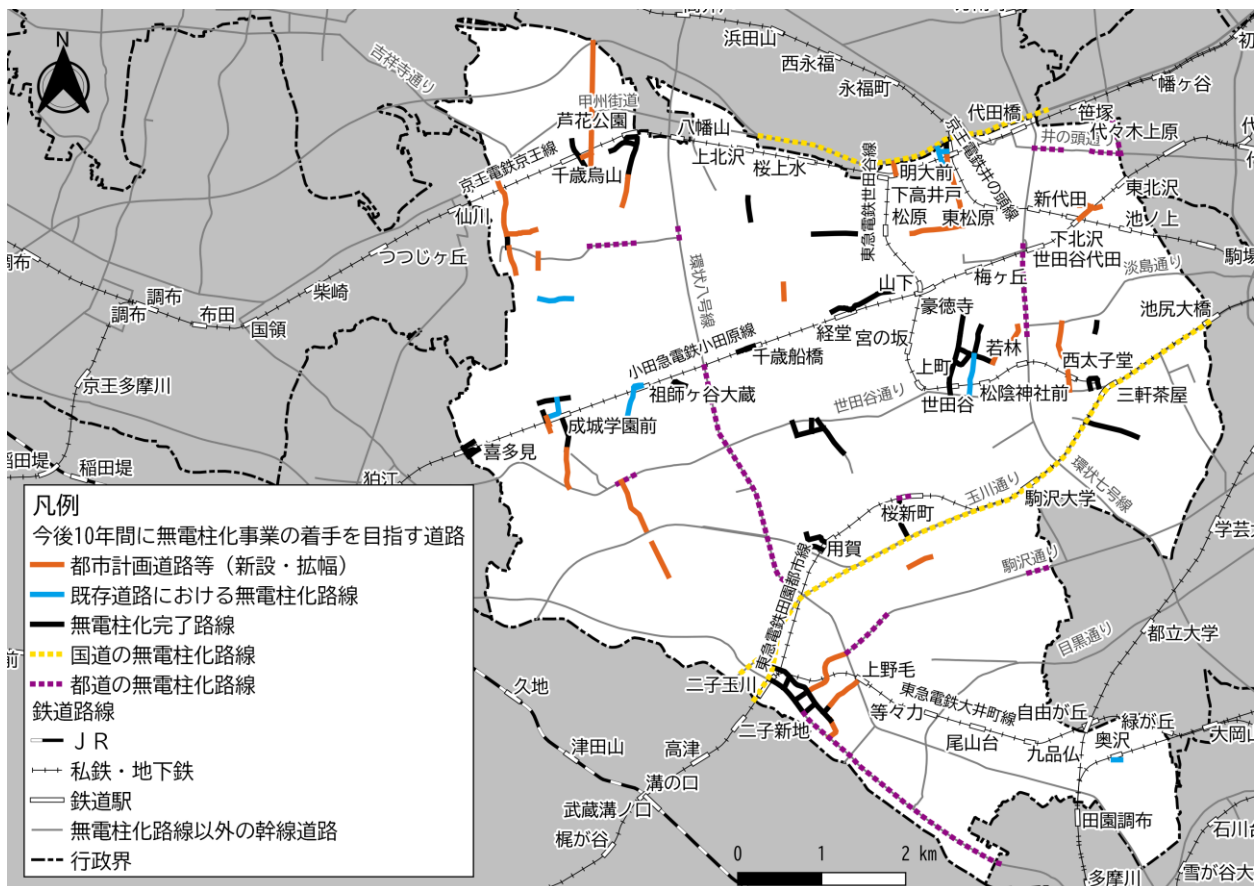 N
吉祥寺通り
甲州街道
芦花公園
八幡山
上北沢
桜上水
浜田山
西永福
永福町
代田橋
笹塚
幡ヶ谷
初
代々木上原
井の頭通り
京王電鉄京王線
千歳烏山
仙川
つつじヶ丘
柴崎
国領
布田
調布
調布
調布
京王多摩川
稲田堤
稲田堤
狛江
喜多見
東急電鉄世田谷線
京王電鉄井の頭線
明大前
下高井戸
松原
東松原
新代田
東北沢
池ノ上
下北沢
世田谷代田
駒場
淡島通り
梅ヶ丘
山下
豪徳寺
経堂
宮の坂
千歳船橋
小田急電鉄小田原線
環状八号線
祖師ヶ谷大蔵
成城学園前
世田谷通り
上町
世田谷
若林
松陰神社前
西太子堂
三軒茶屋
池尻大橋
環状七号線
駒沢大学
玉川通り
桜新町
用賀
東急電鉄田園都市線
駒沢通り
学芸大
都立大学
目黒通り
上野毛
二子玉川
二子新地
等々力
東急電鉄大井町線
尾山台
自由が丘
九品仏
緑が丘
奥沢
大岡山
田園調布
石川台
多摩川
雪が谷大
久地
津田山
高津
溝の口
武蔵溝ノ口
梶が谷
前
凡例
今後10年間に無電柱化事業の着手を目指す道路
都市計画道路等（新設・拡幅）
既存道路における無電柱化路線
無電柱化完了路線
国道の無電柱化路線
都道の無電柱化路線
鉄道路線
ＪＲ
私鉄・地下鉄
鉄道駅
無電柱化路線以外の幹線道路
行政界
0 1 2 km